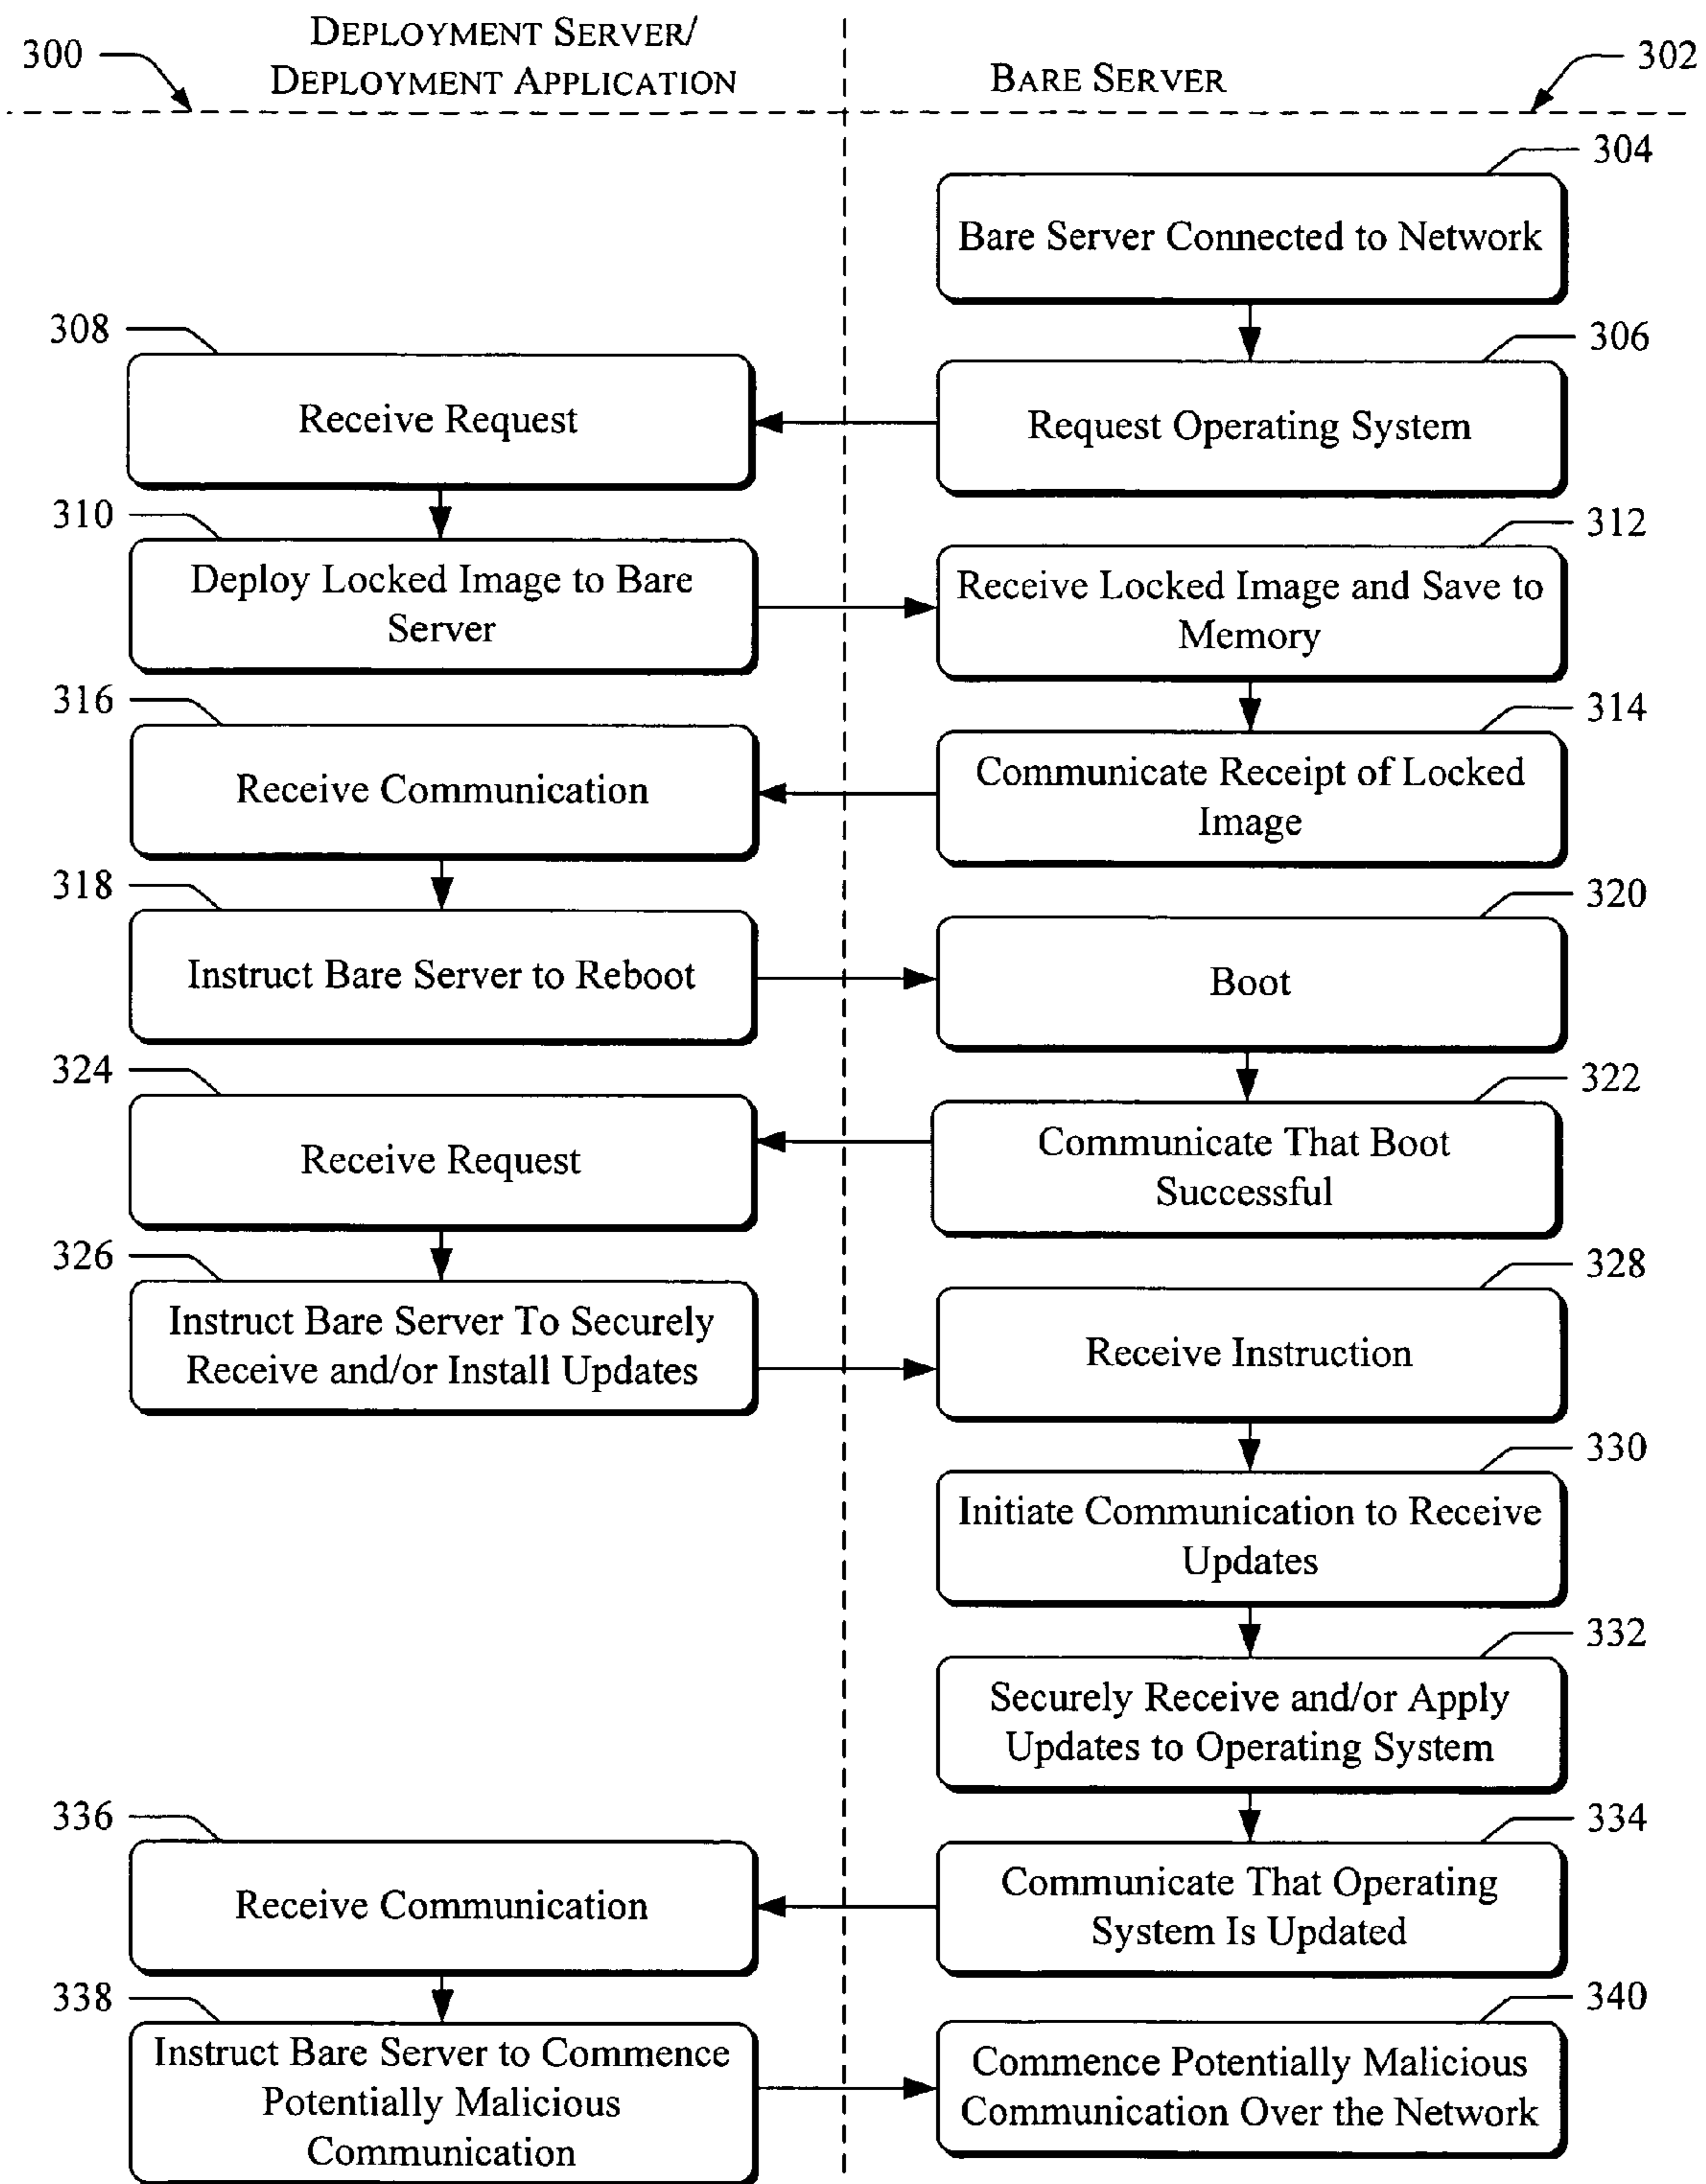 300
DEPLOYMENT SERVER/
DEPLOYMENT APPLICATION
BARE SERVER
302
304
Bare Server Connected to Network
306
Request Operating System
308
Receive Request
310
Deploy Locked Image to Bare
Server
312
Receive Locked Image and Save to
Memory
314
Communicate Receipt of Locked
Image
316
Receive Communication
318
Instruct Bare Server to Reboot
320
Boot
322
Communicate That Boot
Successful
324
Receive Request
326
Instruct Bare Server To Securely
Receive and/or Install Updates
328
Receive Instruction
330
Initiate Communication to Receive
Updates
332
Securely Receive and/or Apply
Updates to Operating System
334
Communicate That Operating
System Is Updated
336
Receive Communication
338
Instruct Bare Server to Commence
Potentially Malicious
Communication
340
Commence Potentially Malicious
Communication Over the Network